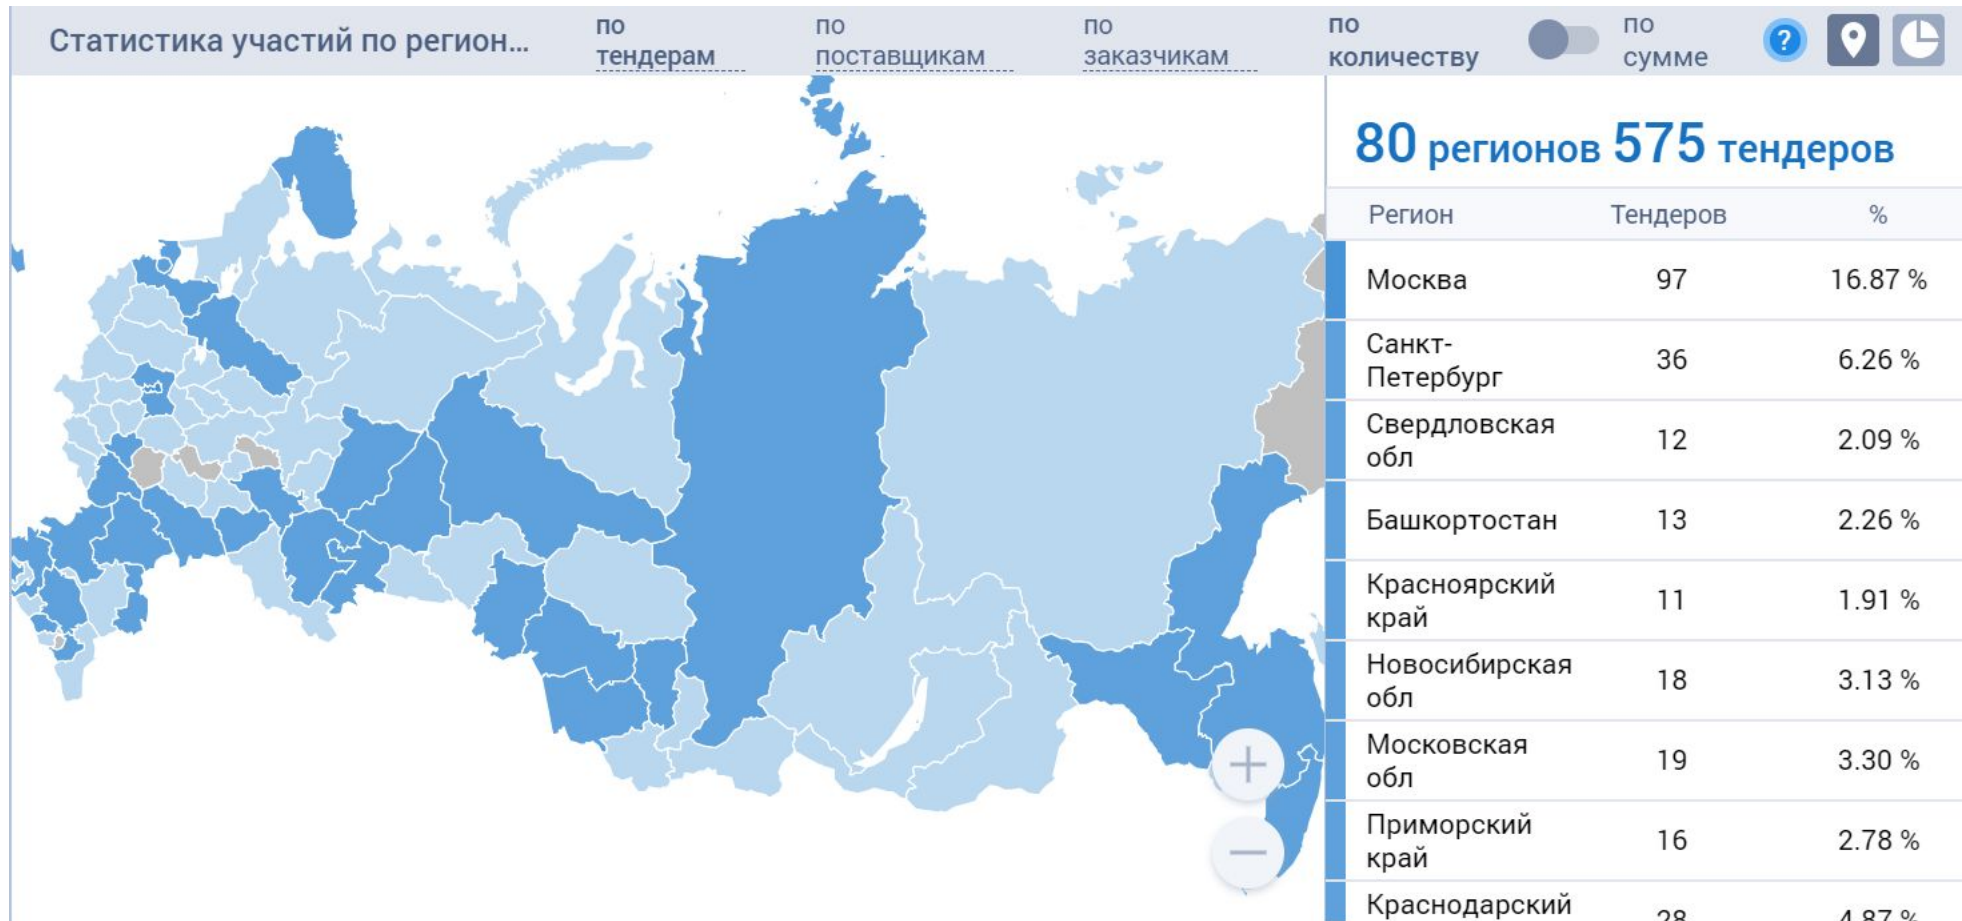 Статистика участий по регион...
по
тендерам
по
поставщикам
по
заказчикам
по
количеству
по
сумме
?
80 регионов 575 тендеров
Регион Тендеров %
Москва 97 16.87 %
Санкт-
Петербург 36 6.26 %
Свердловская
обл 12 2.09 %
Башкортостан 13 2.26 %
Красноярский
край 11 1.91 %
Новосибирская
обл 18 3.13 %
Московская
обл 19 3.30 %
Приморский
край 16 2.78 %
Краснодарский
28 4.87 %
+
−